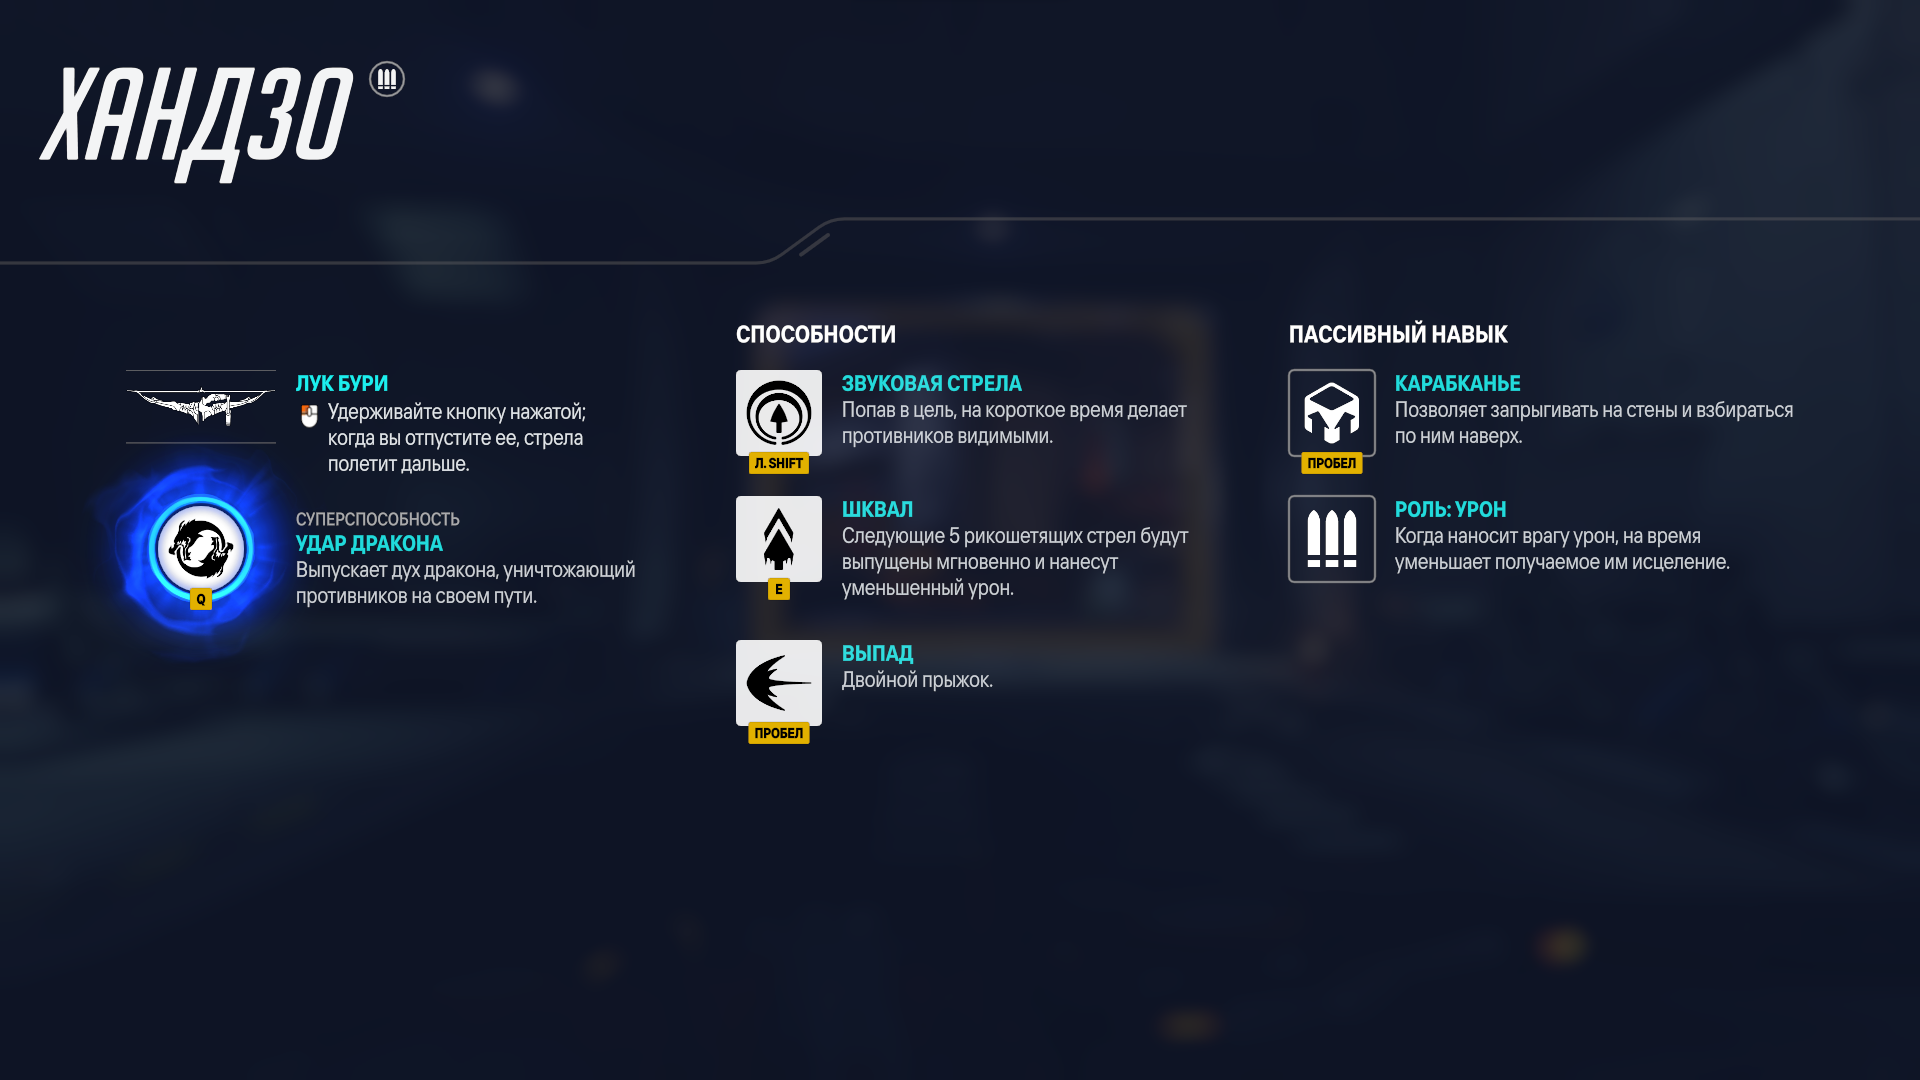 ХАНДЗО
ЛУК БУРИ
Удерживайте кнопку нажатой;
когда вы отпустите ее, стрела
полетит дальше.
СУПЕРСПОСОБНОСТЬ
УДАР ДРАКОНА
Выпускает дух дракона, уничтожающий
противников на своем пути.
Q
СПОСОБНОСТИ
ЗВУКОВАЯ СТРЕЛА
Попав в цель, на короткое время делает
противников видимыми.
Л. SHIFT
ШКВАЛ
Следующие 5 рикошетящих стрел будут
выпущены мгновенно и нанесут
уменьшенный урон.
E
ВЫПАД
Двойной прыжок.
ПРОБЕЛ
ПАССИВНЫЙ НАВЫК
КАРАБКАНЬЕ
Позволяет запрыгивать на стены и взбираться
по ним наверх.
ПРОБЕЛ
РОЛЬ: УРОН
Когда наносит врагу урон, на время
уменьшает получаемое им исцеление.